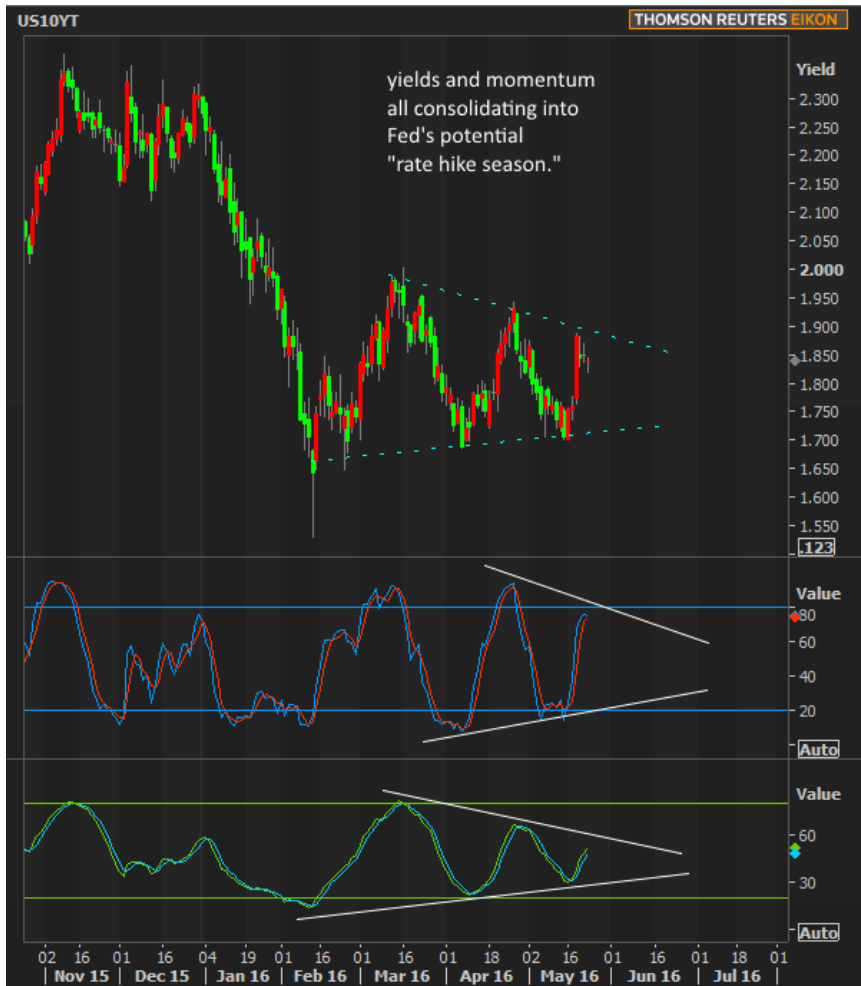 US10YT
THOMSON REUTERS EIKON
yields and momentum
all consolidating into
Fed's potential
"rate hike season."
Yield
2.300
2.250
2.200
2.150
2.100
2.050
2.000
1.950
1.900
1.850
1.800
1.750
1.700
1.650
1.600
1.550
.123
Value
80
60
40
20
Auto
Value
60
30
Auto
02 16 01 16 04 19 01 16 01 16 01 18 02 16 01 16 01 18 01
Nov 15 Dec 15 Jan 16 Feb 16 Mar 16 Apr 16 May 16 Jun 16 Jul 16